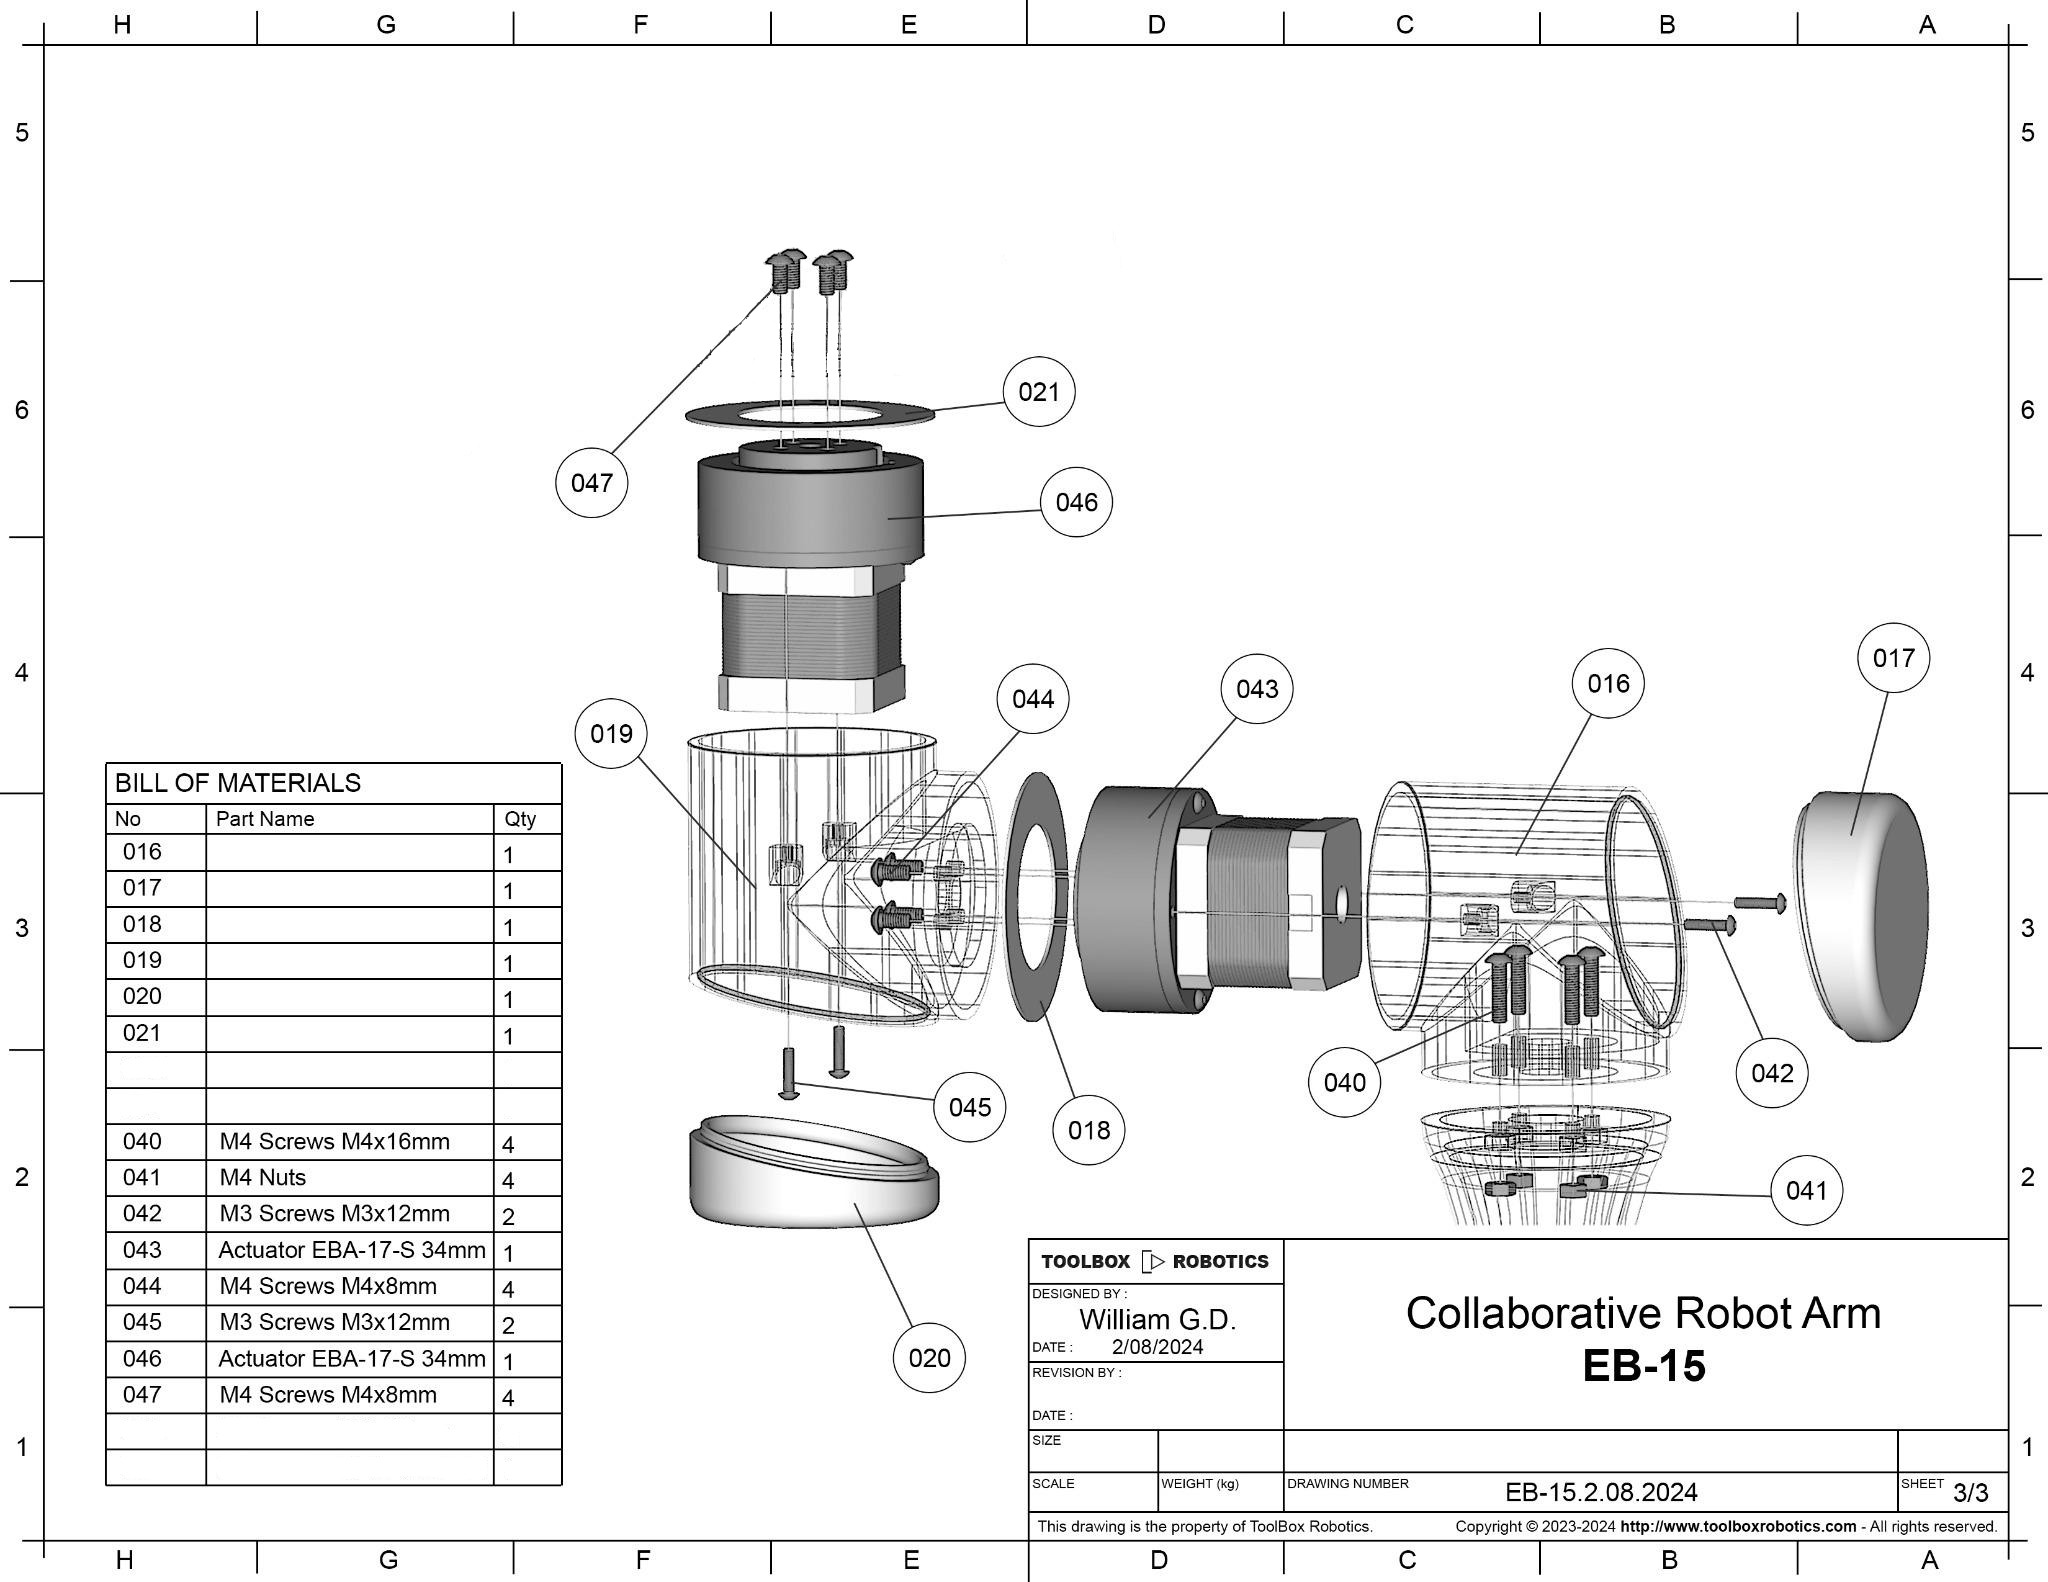 H G F E D C B A
5 5
6 6
4 4
3 3
2 2
1 1
021
047
046
017
016
043
044
019
042
040
045
018
041
020
BILL OF MATERIALS
No Part Name Qty
016 1
017 1
018 1
019 1
020 1
021 1
040 M4 Screws M4x16mm 4
041 M4 Nuts 4
042 M3 Screws M3x12mm 2
043 Actuator EBA-17-S 34mm 1
044 M4 Screws M4x8mm 4
045 M3 Screws M3x12mm 2
046 Actuator EBA-17-S 34mm 1
047 M4 Screws M4x8mm 4
TOOLBOX ROBOTICS
DESIGNED BY :
William G.D.
DATE : 2/08/2024
REVISION BY :
DATE :
Collaborative Robot Arm
EB-15
SIZE
SCALE WEIGHT (kg) DRAWING NUMBER EB-15.2.08.2024 SHEET 3/3
This drawing is the property of ToolBox Robotics. Copyright © 2023-2024 http://www.toolboxrobotics.com - All rights reserved.
H G F E D C B A